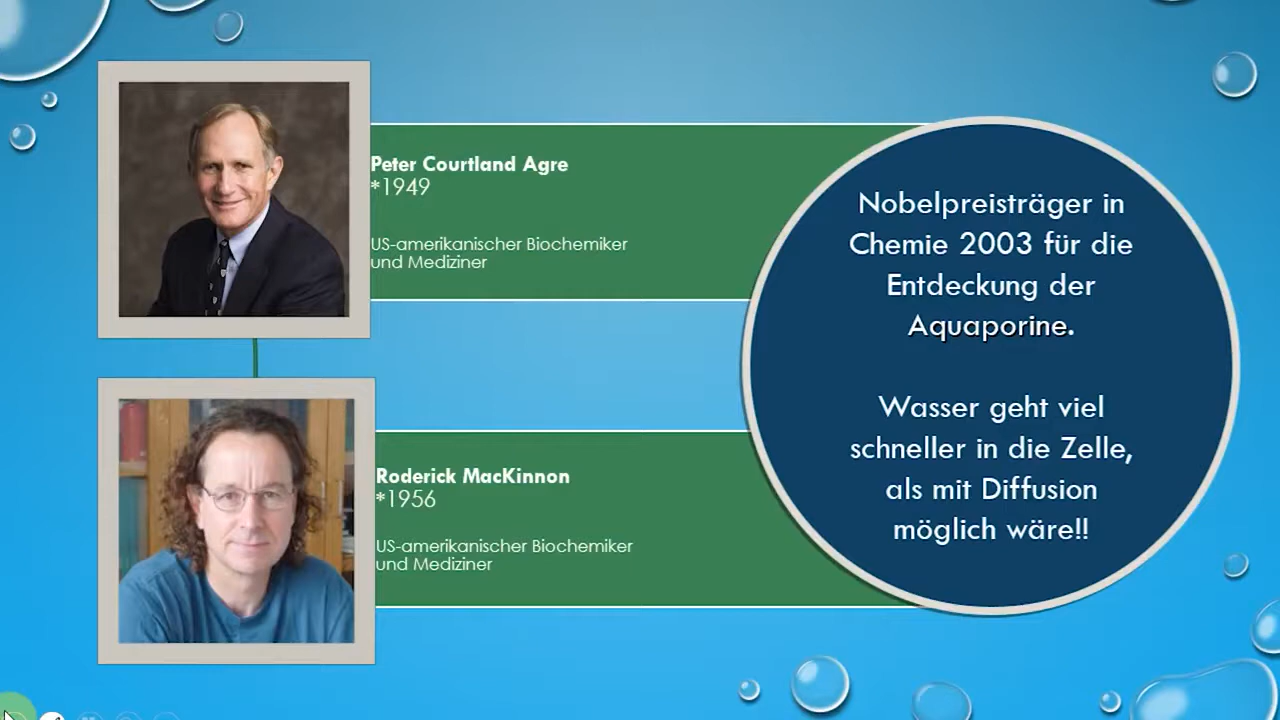 Peter Courtland Agre
*1949
US-amerikanischer Biochemiker
und Mediziner
Roderick MacKinnon
*1956
US-amerikanischer Biochemiker
und Mediziner
Nobelpreisträger in
Chemie 2003 für die
Entdeckung der
Aquaporine.
Wasser geht viel
schneller in die Zelle,
als mit Diffusion
möglich wäre!!